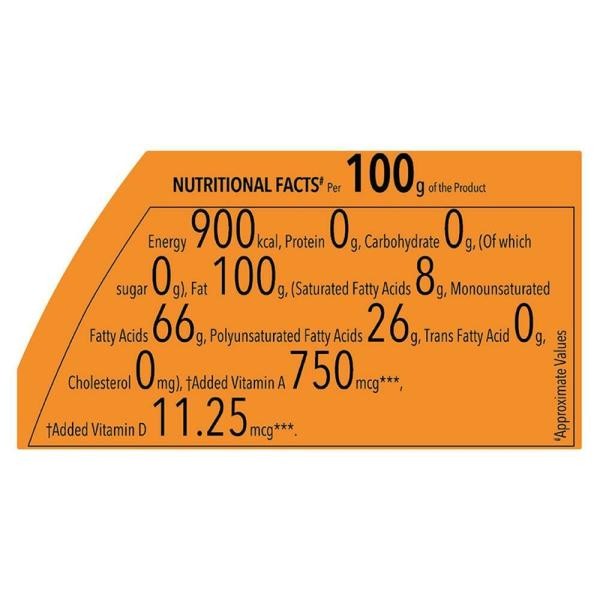 NUTRITIONAL FACTS# Per 100g of the Product
Energy 900kcal, Protein 0g, Carbohydrate 0g, (Of which
sugar 0g), Fat 100g, (Saturated Fatty Acids 8g, Monounsaturated
Fatty Acids 66g, Polyunsaturated Fatty Acids 26g, Trans Fatty Acid 0g,
Cholesterol 0mg), †Added Vitamin A 750mcg***,
†Added Vitamin D 11.25mcg***.
#Approximate Values